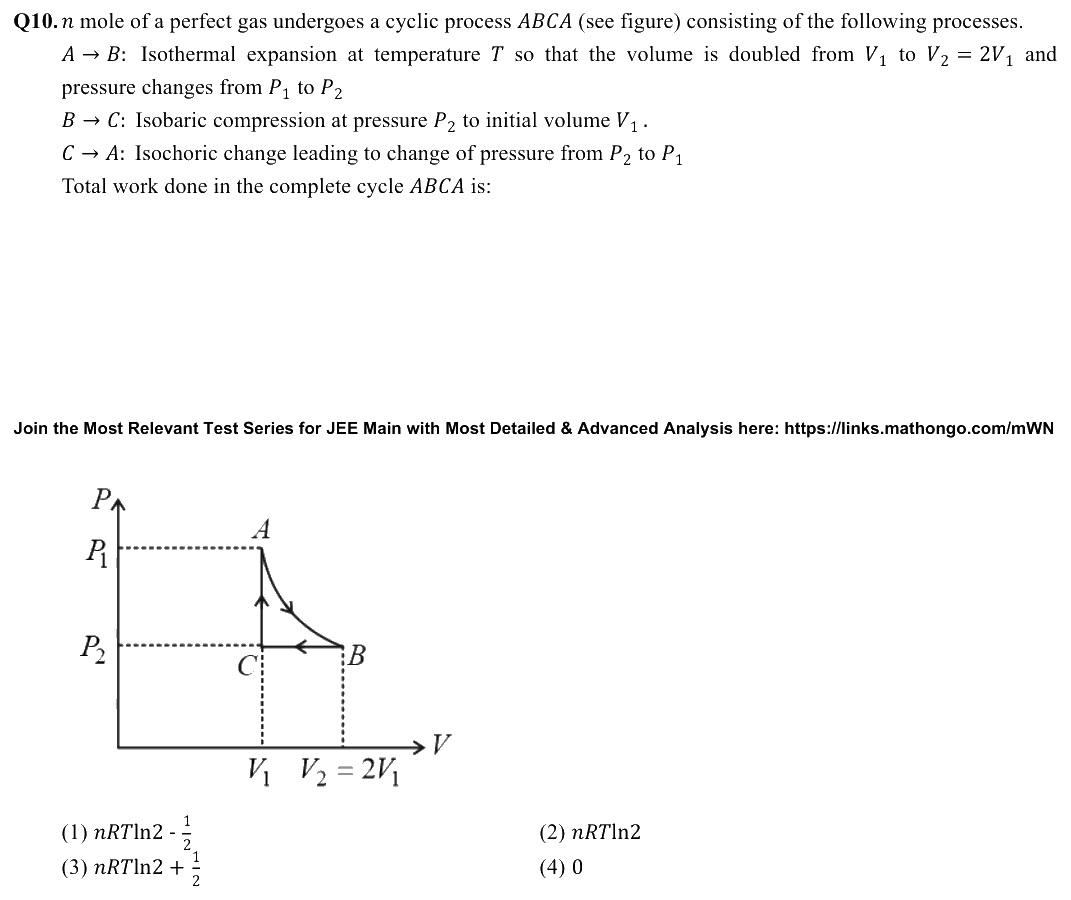 Q10. n mole of a perfect gas undergoes a cyclic process ABCA (see figure) consisting of the following processes.
A → B: Isothermal expansion at temperature T so that the volume is doubled from V₁ to V₂ = 2V₁ and
pressure changes from P₁ to P₂
B → C: Isobaric compression at pressure P₂ to initial volume V₁ .
C → A: Isochoric change leading to change of pressure from P₂ to P₁
Total work done in the complete cycle ABCA is:
Join the Most Relevant Test Series for JEE Main with Most Detailed & Advanced Analysis here: https://links.mathongo.com/mWN
P
A
P₁
P₂
C
B
V
V₁ V₂ = 2V₁
(1) nRTln2 - 1/2
(2) nRTln2
(3) nRTln2 + 1/2
(4) 0